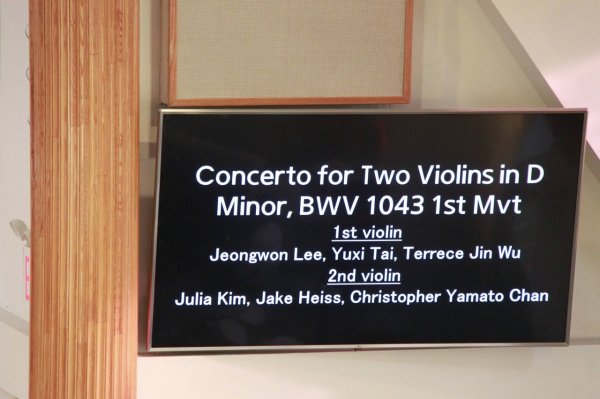 Concerto for Two Violins in D
Minor, BWV 1043 1st Mvt
1st violin
Jeongwon Lee, Yuxi Tai, Terrece Jin Wu
2nd violin
Julia Kim, Jake Heiss, Christopher Yamato Chan